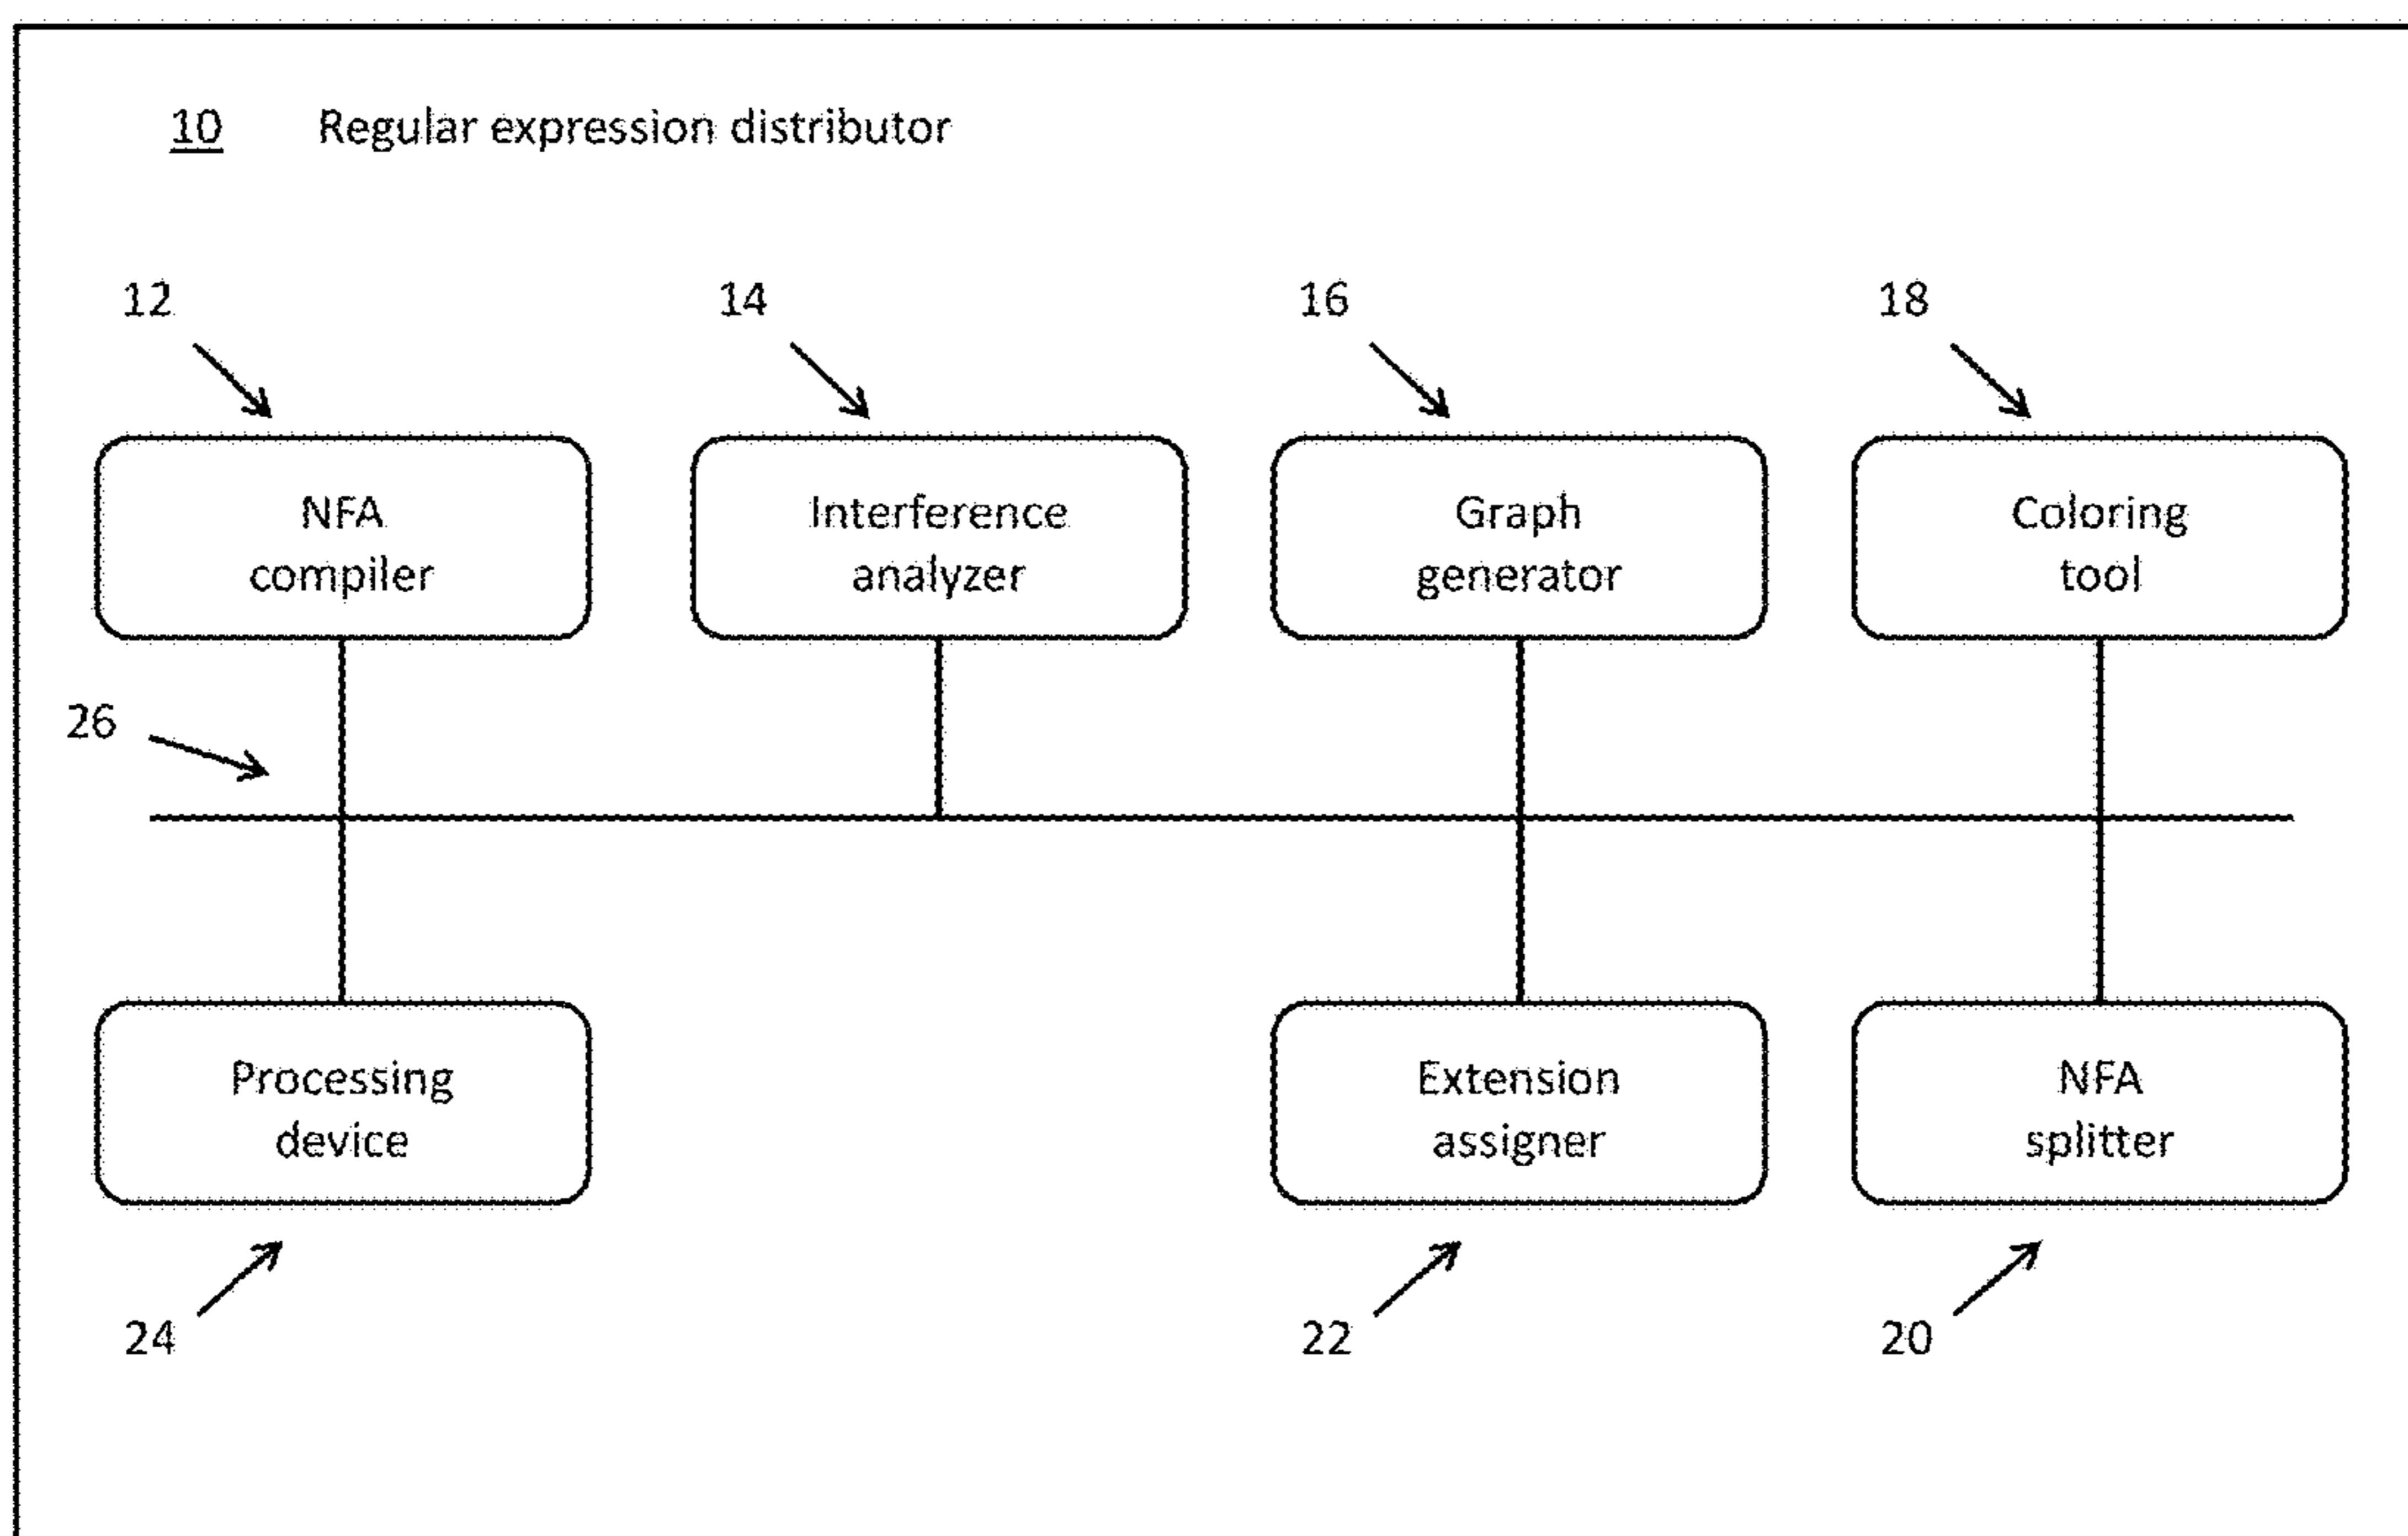 10 Regular expression distributor
12
14
16
18
NFA
compiler
Interference
analyzer
Graph
generator
Coloring
tool
26
Processing
device
Extension
assigner
NFA
splitter
24
22
20